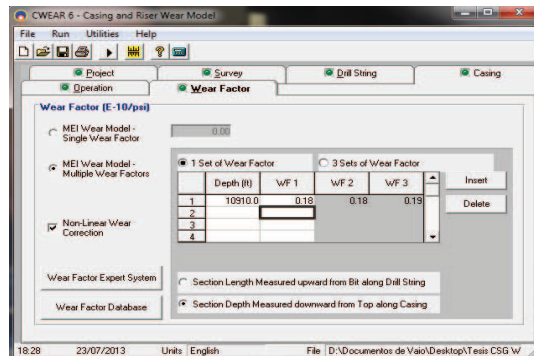 CWEAR 6 - Casing and Riser Wear Model
File Run Utilities Help
Project Survey Drill String Casing
Operation Wear Factor
Wear Factor (E-10/psi)
MEI Wear Model - Single Wear Factor 0.00
MEI Wear Model - Multiple Wear Factors
1 Set of Wear Factor 3 Sets of Wear Factor
Depth (ft) WF 1 WF 2 WF 3 Insert
1 10910.0 0.18 0.18 0.19
2 Delete
3
4
Non-Linear Wear Correction
Wear Factor Expert System
Wear Factor Database
Section Length Measured upward from Bit along Drill String
Section Depth Measured downward from Top along Casing
18:28 23/07/2013 Units English File D:\Documentos de Vaio\Desktop\Tesis CSG W